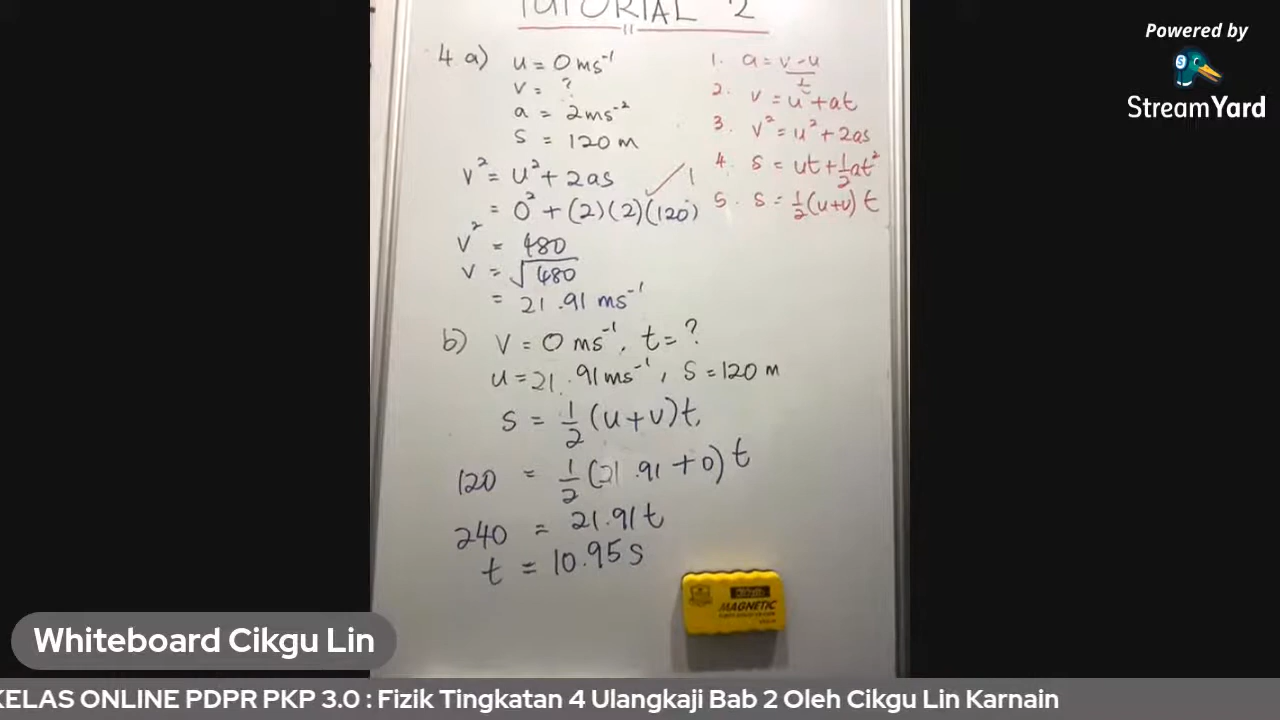 TUTORIAL 2
4 a) u = 0 ms⁻¹
v = ?
a = 2ms⁻²
s = 120 m
v² = u² + 2as
= 0² + (2)(2)(120) ✓ 1
v² = 480
v = √480
= 21.91 ms⁻¹
b) v = 0 ms⁻¹, t = ?
u = 21.91 ms⁻¹, s = 120 m
s = 1/2 (u + v) t,
120 = 1/2 (21.91 + 0) t
240 = 21.91 t
t = 10.95 s
1. a = v - u / t
2. v = u + at
3. v² = u² + 2as
4. s = ut + 1/2 at²
5. s = 1/2 (u+v) t
MAGNETIC
Powered by
StreamYard
Whiteboard Cikgu Lin
KELAS ONLINE PDPR PKP 3.0 : Fizik Tingkatan 4 Ulangkaji Bab 2 Oleh Cikgu Lin Karnain